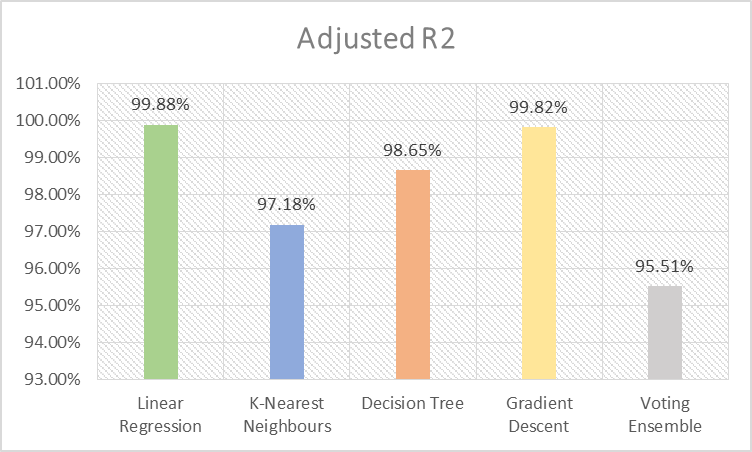 Adjusted R2
101.00%
100.00%
99.00%
98.00%
97.00%
96.00%
95.00%
94.00%
93.00%
99.88%
97.18%
98.65%
99.82%
95.51%
Linear
Regression
K-Nearest
Neighbours
Decision Tree
Gradient
Descent
Voting
Ensemble